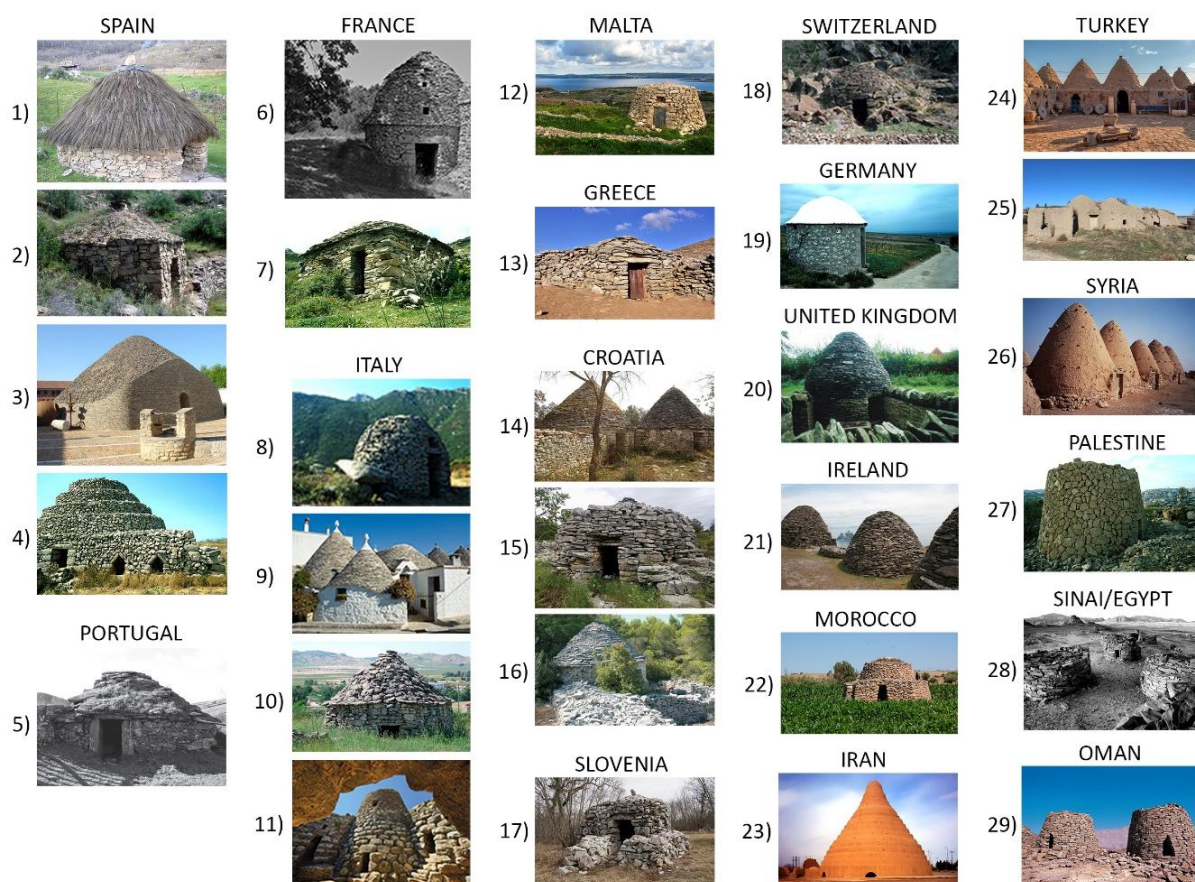 SPAIN
1)
2)
3)
4)
PORTUGAL
5)
FRANCE
6)
7)
ITALY
8)
9)
10)
11)
MALTA
12)
GREECE
13)
CROATIA
14)
15)
16)
SLOVENIA
17)
SWITZERLAND
18)
GERMANY
19)
UNITED KINGDOM
20)
IRELAND
21)
MOROCCO
22)
IRAN
23)
TURKEY
24)
25)
SYRIA
26)
PALESTINE
27)
SINAI/EGYPT
28)
OMAN
29)